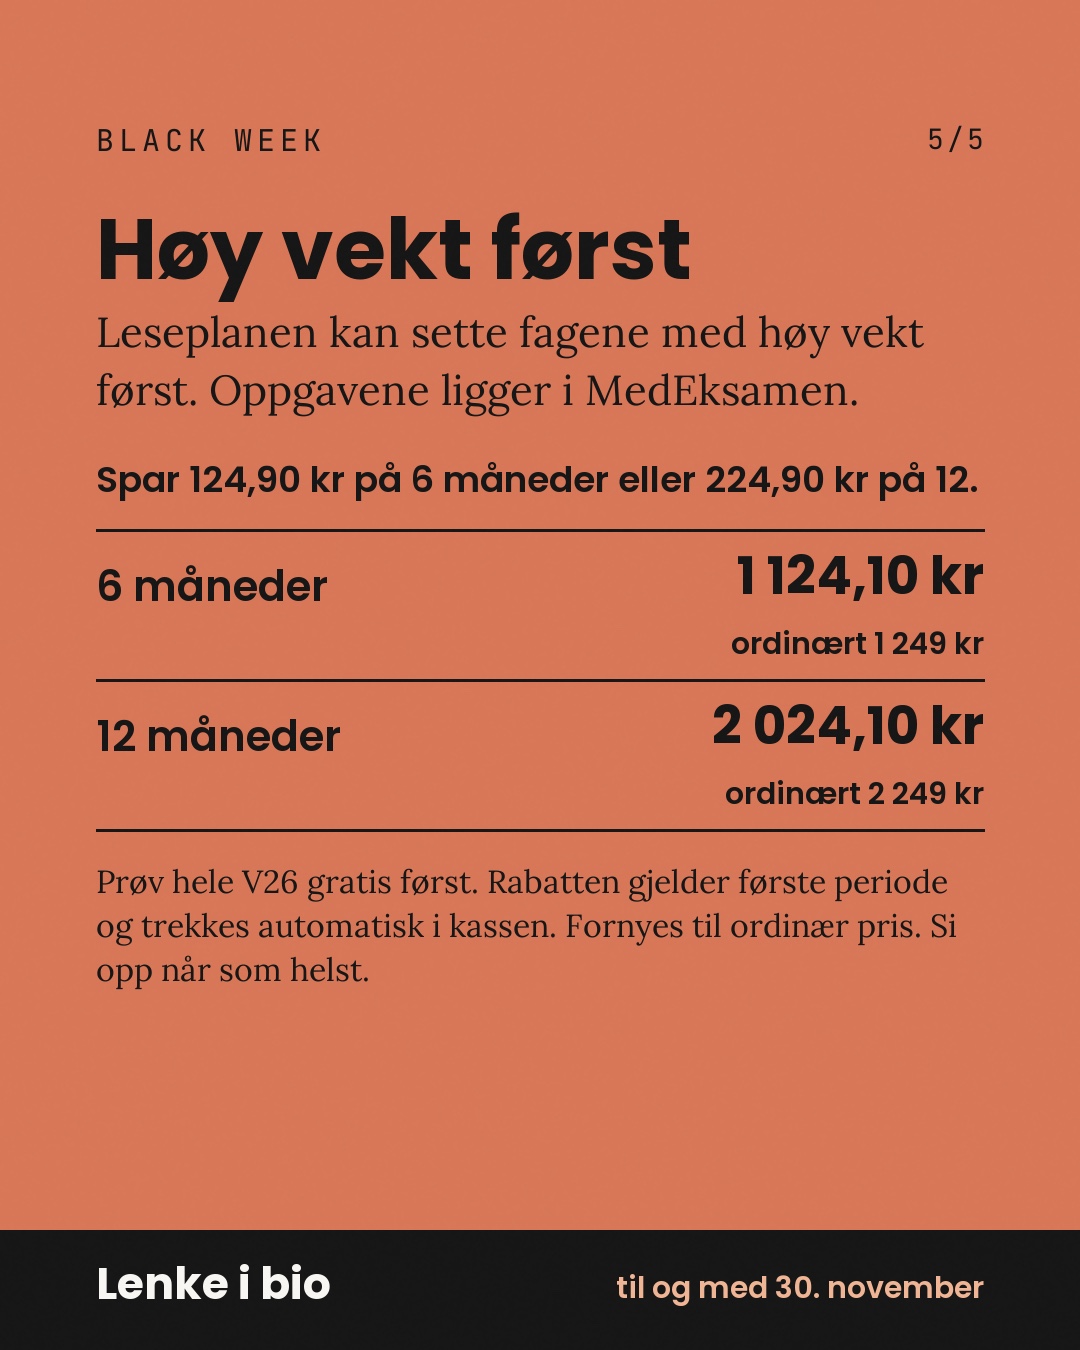 BLACK WEEK 5/5
Høy vekt først
Leseplanen kan sette fagene med høy vekt
først. Oppgavene ligger i MedEksamen.
Spar 124,90 kr på 6 måneder eller 224,90 kr på 12.
6 måneder 1 124,10 kr
ordinært 1 249 kr
12 måneder 2 024,10 kr
ordinært 2 249 kr
Prøv hele V26 gratis først. Rabatten gjelder første periode
og trekkes automatisk i kassen. Fornyes til ordinær pris. Si
opp når som helst.
Lenke i bio til og med 30. november